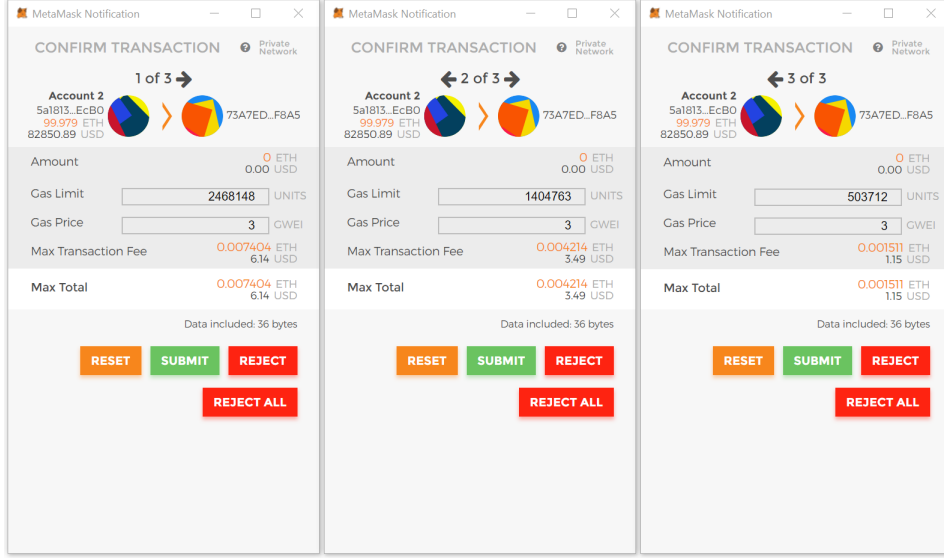 MetaMask Notification
CONFIRM TRANSACTION ? Private Network
1 of 3
Account 2
5a1813...EcB0
99.979 ETH
82850.89 USD
73A7ED...F8A5
Amount 0 ETH
0.00 USD
Gas Limit 2468148 UNITS
Gas Price 3 GWEI
Max Transaction Fee 0.007404 ETH
6.14 USD
Max Total 0.007404 ETH
6.14 USD
Data included: 36 bytes
RESET SUBMIT REJECT
REJECT ALL
MetaMask Notification
CONFIRM TRANSACTION ? Private Network
2 of 3
Account 2
5a1813...EcB0
99.979 ETH
82850.89 USD
73A7ED...F8A5
Amount 0 ETH
0.00 USD
Gas Limit 1404763 UNITS
Gas Price 3 GWEI
Max Transaction Fee 0.004214 ETH
3.49 USD
Max Total 0.004214 ETH
3.49 USD
Data included: 36 bytes
RESET SUBMIT REJECT
REJECT ALL
MetaMask Notification
CONFIRM TRANSACTION ? Private Network
3 of 3
Account 2
5a1813...EcB0
99.979 ETH
82850.89 USD
73A7ED...F8A5
Amount 0 ETH
0.00 USD
Gas Limit 503712 UNITS
Gas Price 3 GWEI
Max Transaction Fee 0.001511 ETH
1.15 USD
Max Total 0.001511 ETH
1.15 USD
Data included: 36 bytes
RESET SUBMIT REJECT
REJECT ALL